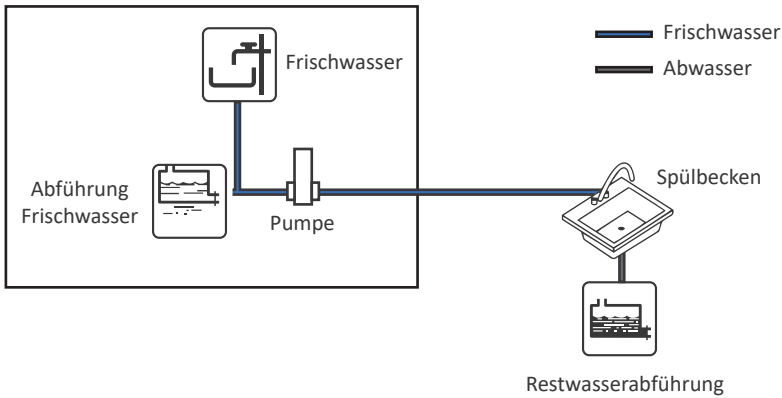 Frischwasser
Abwasser
Frischwasser
Abführung
Frischwasser
Pumpe
Spülbecken
Restwasserabführung